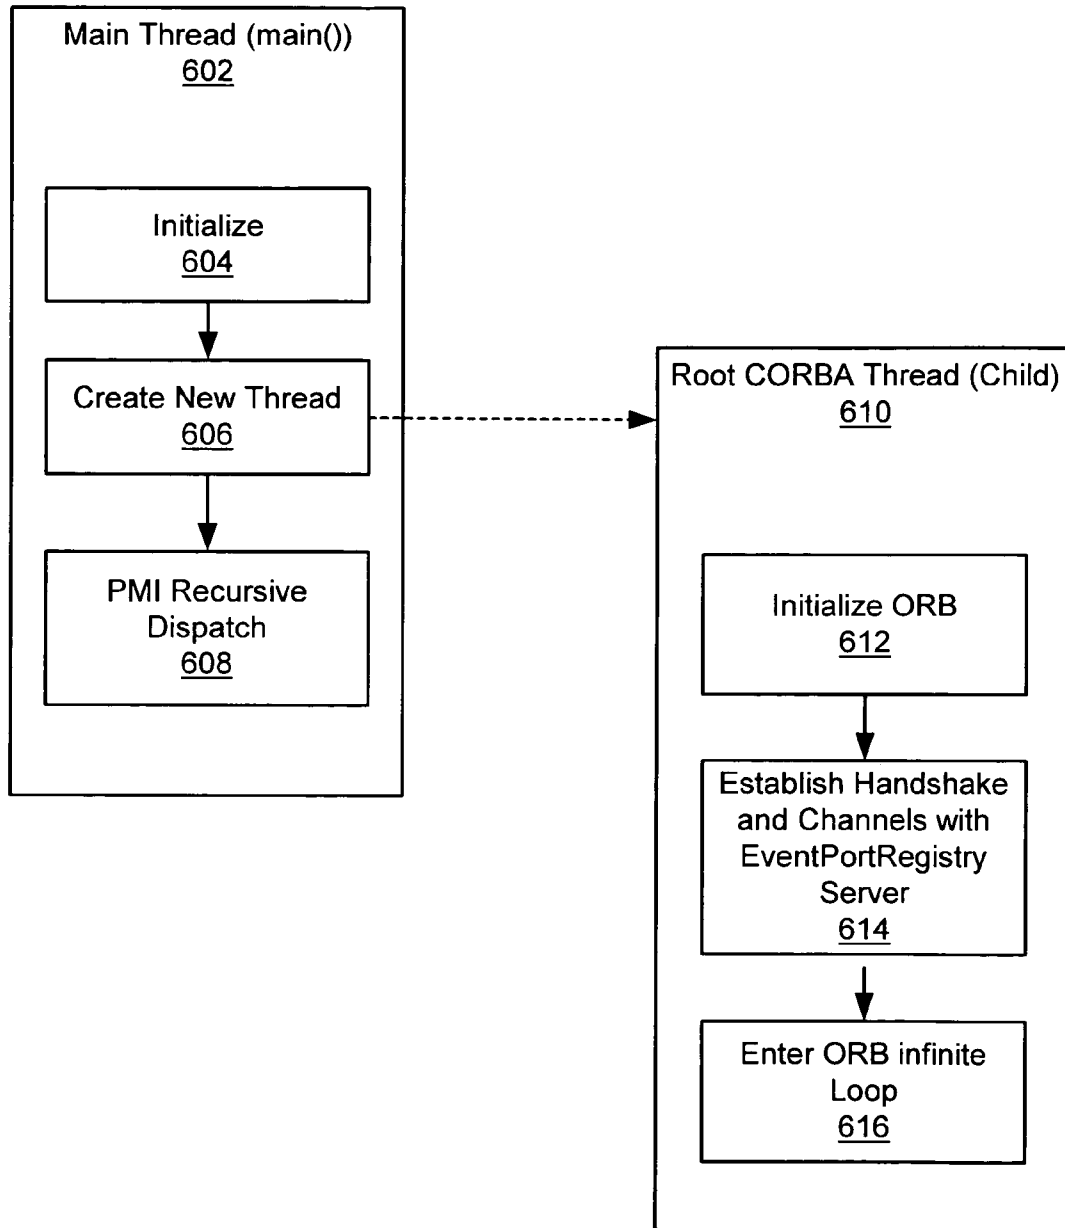 Main Thread (main())
602
Initialize
604
Create New Thread
606
PMI Recursive
Dispatch
608
Root CORBA Thread (Child)
610
Initialize ORB
612
Establish Handshake
and Channels with
EventPortRegistry
Server
614
Enter ORB infinite
Loop
616